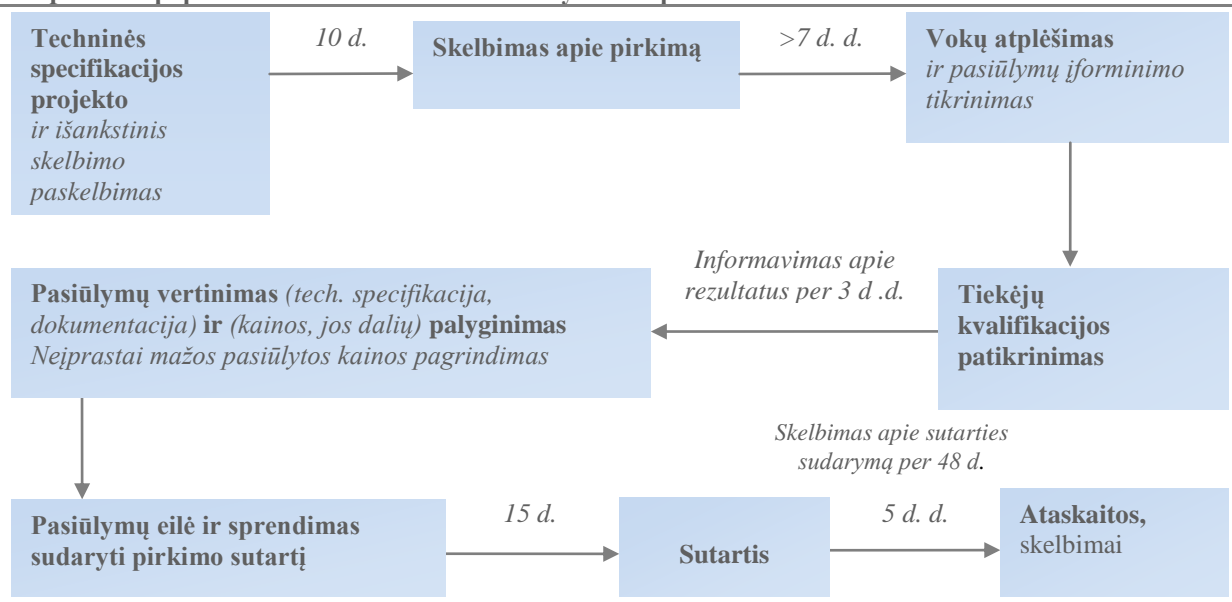 Techninės
specifikacijos
projekto
ir išankstinis
skelbimo
paskelbimas
10 d.
Skelbimas apie pirkimą
>7 d. d.
Vokų atplėšimas
ir pasiūlymų įforminimo
tikrinimas
Informavimas apie
rezultatus per 3 d .d.
Tiekėjų
kvalifikacijos
patikrinimas
Pasiūlymų vertinimas (tech. specifikacija,
dokumentacija) ir (kainos, jos dalių) palyginimas
Neįprastai mažos pasiūlytos kainos pagrindimas
Pasiūlymų eilė ir sprendimas
sudaryti pirkimo sutartį
15 d.
Sutartis
Skelbimas apie sutarties
sudarymą per 48 d.
5 d. d.
Ataskaitos,
skelbimai